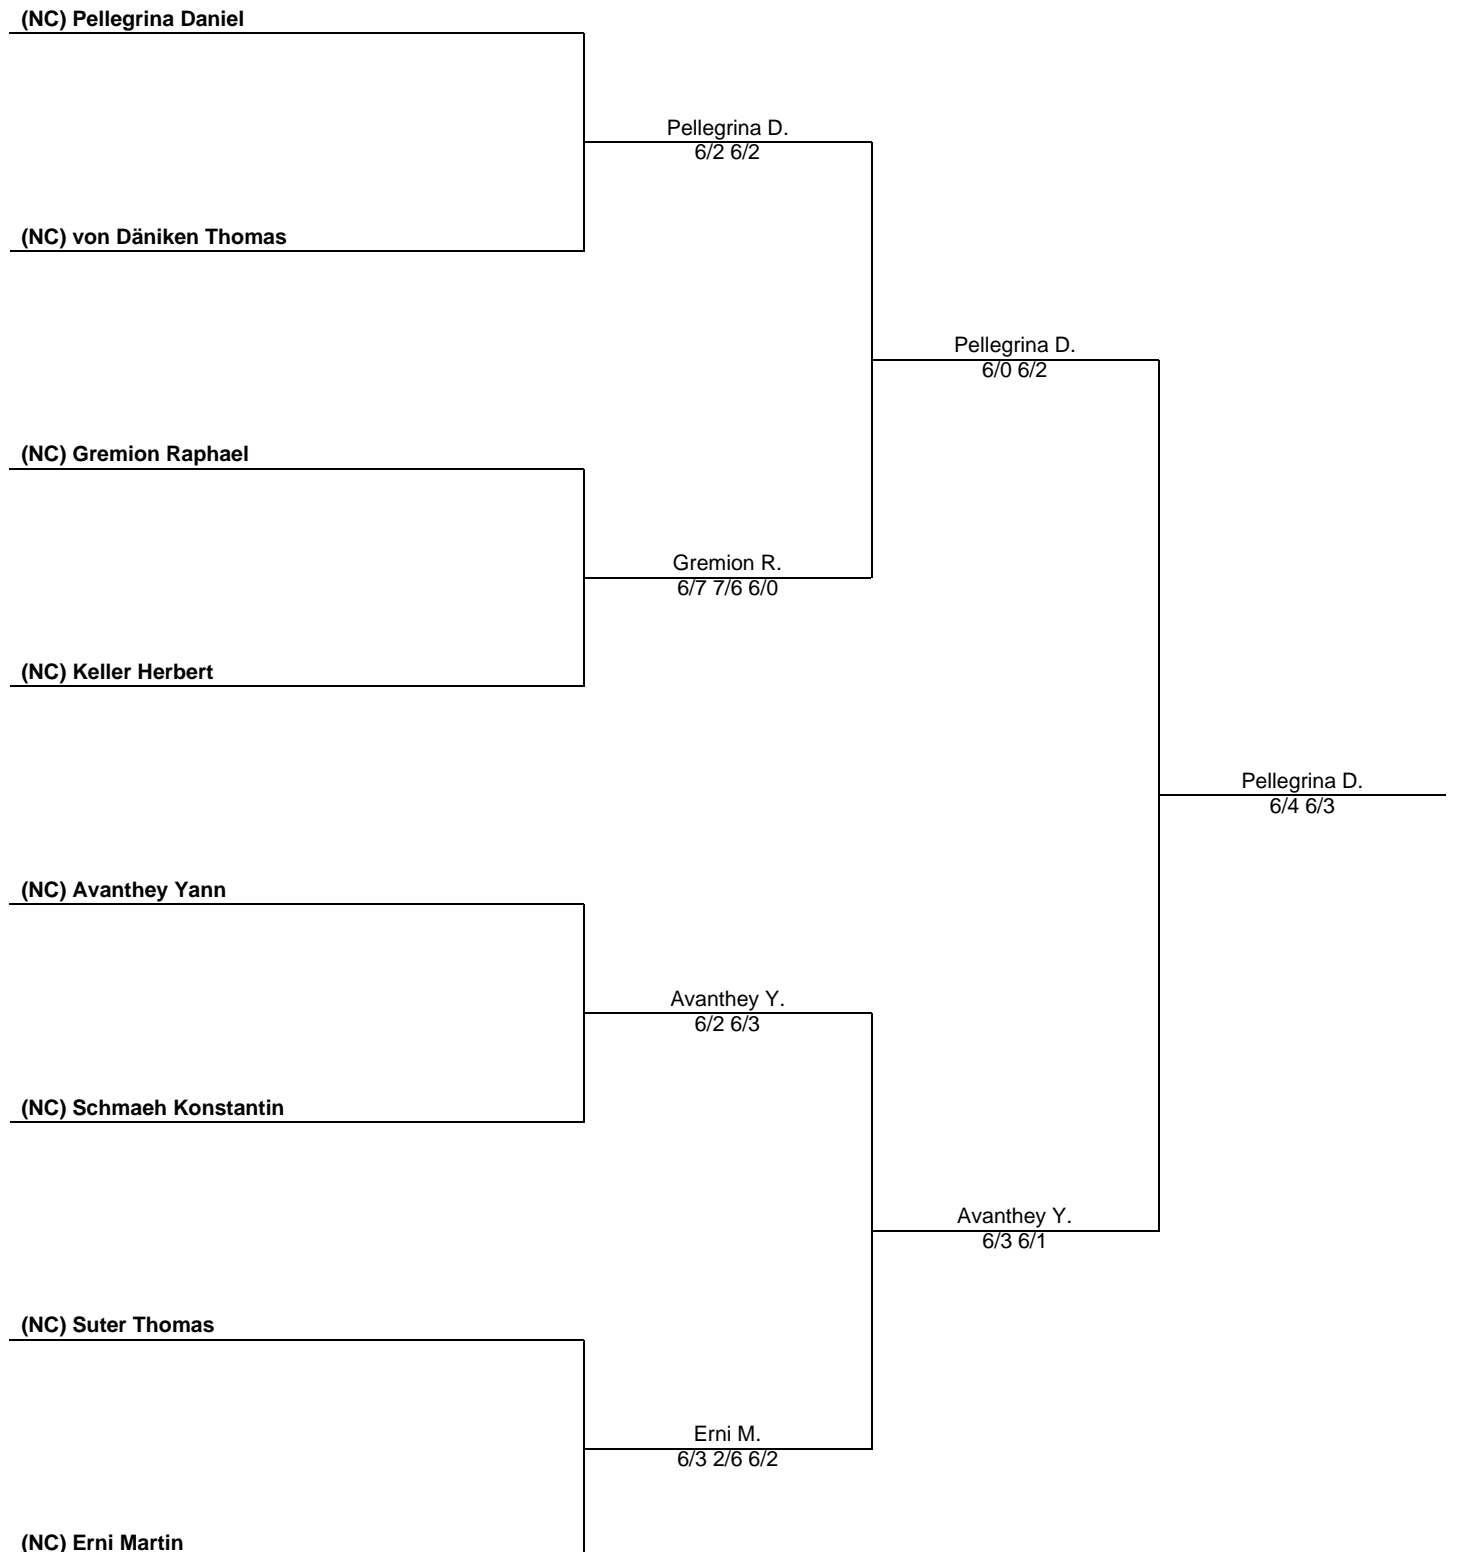 (NC) Pellegrina Daniel
Pellegrina D.
6/2 6/2
(NC) von Däniken Thomas
Pellegrina D.
6/0 6/2
(NC) Gremion Raphael
Gremion R.
6/7 7/6 6/0
(NC) Keller Herbert
Pellegrina D.
6/4 6/3
(NC) Avanthey Yann
Avanthey Y.
6/2 6/3
(NC) Schmaeh Konstantin
Avanthey Y.
6/3 6/1
(NC) Suter Thomas
Erni M.
6/3 2/6 6/2
(NC) Erni Martin